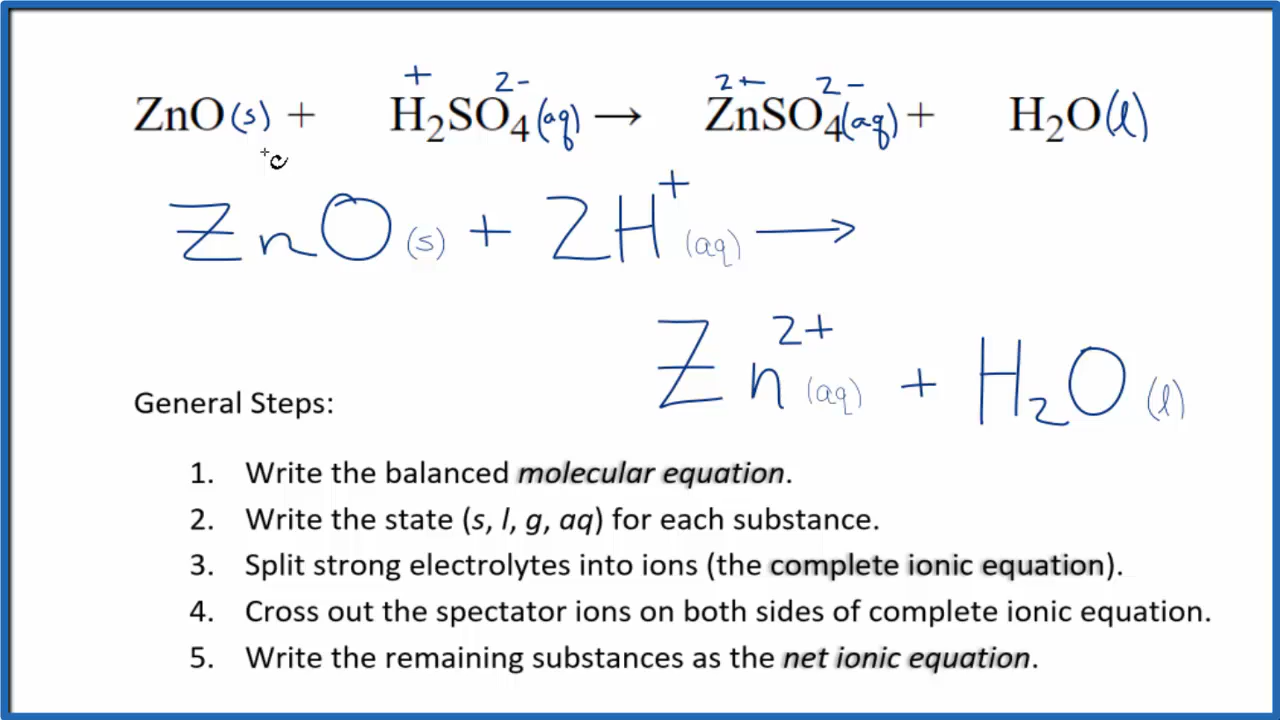 ZnO(s) + H₂SO₄(aq) → ZnSO₄(aq) + H₂O(l)
+ 2- 2+ 2-
ZnO(s) + 2H⁺(aq) →
Zn²⁺(aq) + H₂O(l)
General Steps:
1. Write the balanced molecular equation.
2. Write the state (s, l, g, aq) for each substance.
3. Split strong electrolytes into ions (the complete ionic equation).
4. Cross out the spectator ions on both sides of complete ionic equation.
5. Write the remaining substances as the net ionic equation.